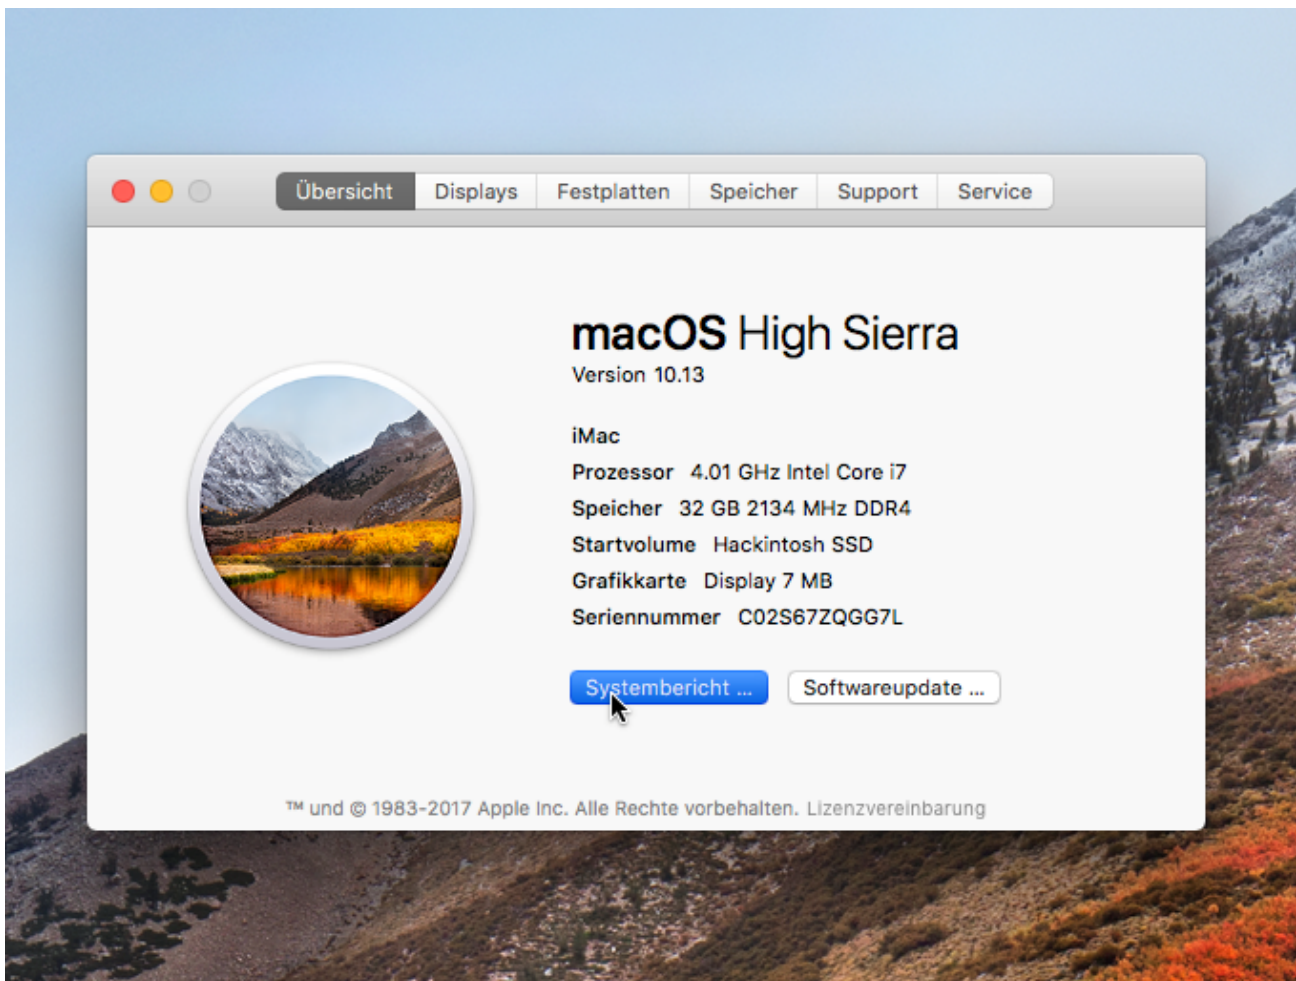 Übersicht Displays Festplatten Speicher Support Service
macOS High Sierra
Version 10.13
iMac
Prozessor 4.01 GHz Intel Core i7
Speicher 32 GB 2134 MHz DDR4
Startvolume Hackintosh SSD
Grafikkarte Display 7 MB
Seriennummer C02S67ZQGG7L
Systembericht ... Softwareupdate ...
™ und © 1983-2017 Apple Inc. Alle Rechte vorbehalten. Lizenzvereinbarung